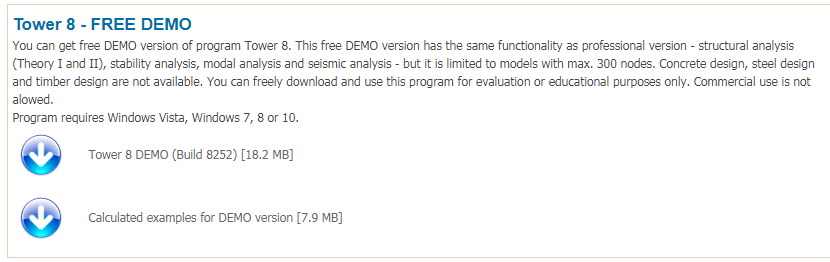 Tower 8 - FREE DEMO
You can get free DEMO version of program Tower 8. This free DEMO version has the same functionality as professional version - structural analysis
(Theory I and II), stability analysis, modal analysis and seismic analysis - but it is limited to models with max. 300 nodes. Concrete design, steel design
and timber design are not available. You can freely download and use this program for evaluation or educational purposes only. Commercial use is not
alowed.
Program requires Windows Vista, Windows 7, 8 or 10.
Tower 8 DEMO (Build 8252) [18.2 MB]
Calculated examples for DEMO version [7.9 MB]